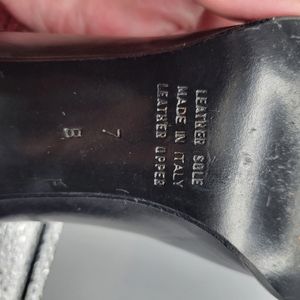 LEATHER SOLE
MADE IN ITALY
LEATHER UPPER
7
B